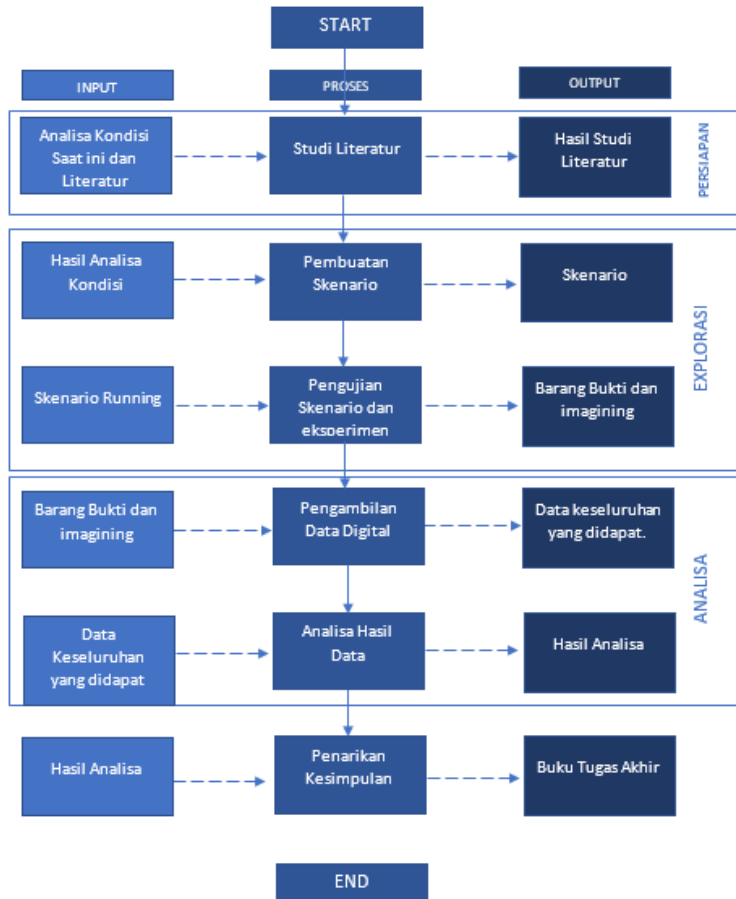 START
INPUT
PROSES
OUTPUT
Analisa Kondisi
Saat ini dan
Literatur
Studi Literatur
Hasil Studi
Literatur
PERSIAPAN
Hasil Analisa
Kondisi
Pembuatan
Skenario
Skenario
Skenario Running
Pengujian
Skenario dan
eksperimen
Barang Bukti dan
imagining
EXPLORASI
Barang Bukti dan
imagining
Pengambilan
Data Digital
Data keseluruhan
yang didapat.
Data
Keseluruhan
yang didapat
Analisa Hasil
Data
Hasil Analisa
ANALISA
Hasil Analisa
Penarikan
Kesimpulan
Buku Tugas Akhir
END